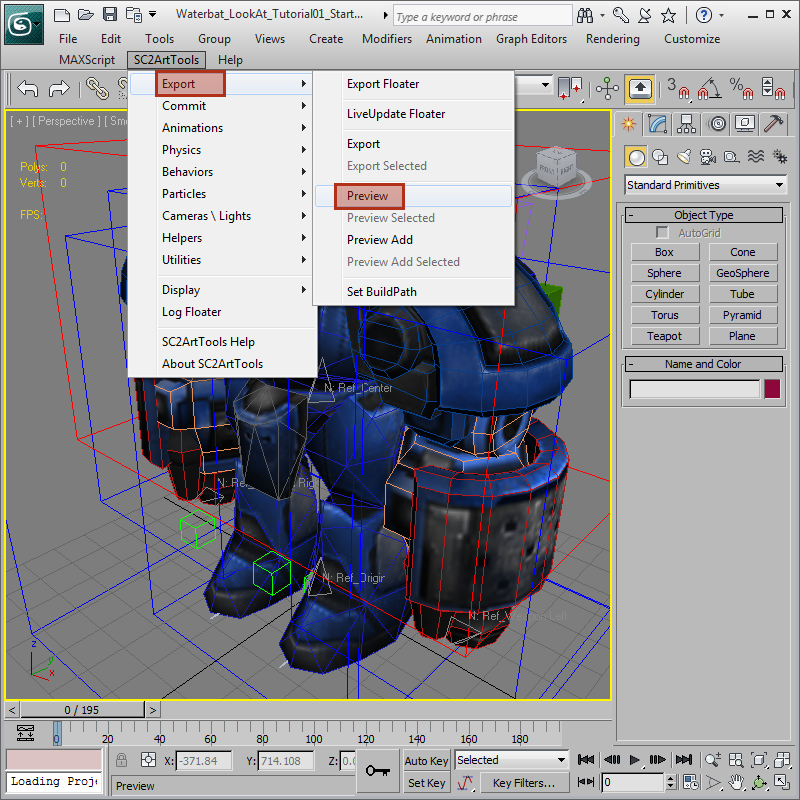 Waterbat_LookAt_Tutorial01_Start...
Type a keyword or phrase
File Edit Tools Group Views Create Modifiers Animation Graph Editors Rendering Customize
MAXScript SC2ArtTools Help
Export
Commit
Animations
Physics
Behaviors
Particles
Cameras \ Lights
Helpers
Utilities
Display
Log Floater
SC2ArtTools Help
About SC2ArtTools
Export Floater
LiveUpdate Floater
Export
Export Selected
Preview
Preview Selected
Preview Add
Preview Add Selected
Set BuildPath
3
%
[ + ] [ Perspective ] [ Smo
Polys: 0
Verts: 0
FPS:
N: Ref_Center
N: Ref_
Rig
N: Ref_Origin
N: Ref_Weapon Left
z
y
x
Standard Primitives
- Object Type
AutoGrid
Box Cone
Sphere GeoSphere
Cylinder Tube
Torus Pyramid
Teapot Plane
- Name and Color
< 0 / 195 >
0 20 40 60 80 100 120 140 160 180
X: -371.84 Y: 714.108 Z: 0.0
Auto Key Selected
Set Key Key Filters...
0
Loading Proje
Preview